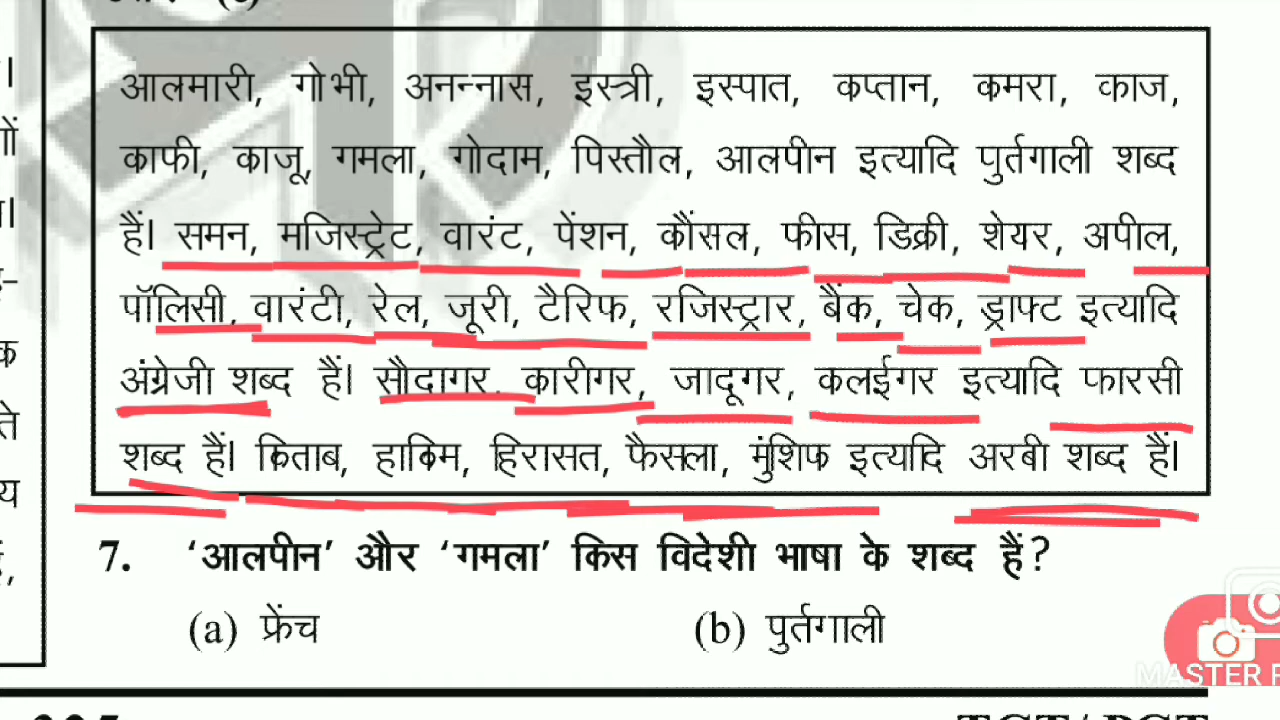 आलमारी, गोभी, अनन्नास, इस्त्री, इस्पात, कप्तान, कमरा, काज,
काफी, काजू, गमला, गोदाम, पिस्तौल, आलपीन इत्यादि पुर्तगाली शब्द
हैं। समन, मजिस्ट्रेट, वारंट, पेंशन, कौंसल, फीस, डिक्री, शेयर, अपील,
पॉलिसी, वारंटी, रेल, जूरी, टैरिफ, रजिस्ट्रार, बैंक, चेक, ड्राफ्ट इत्यादि
अंग्रेजी शब्द हैं। सौदागर, कारीगर, जादूगर, कलईगर इत्यादि फारसी
शब्द हैं। किताब, हाकिम, हिरासत, फैसला, मुंशिफ इत्यादि अरबी शब्द हैं।
7. ‘आलपीन’ और ‘गमला’ किस विदेशी भाषा के शब्द हैं?
(a) फ्रेंच (b) पुर्तगाली
MASTER